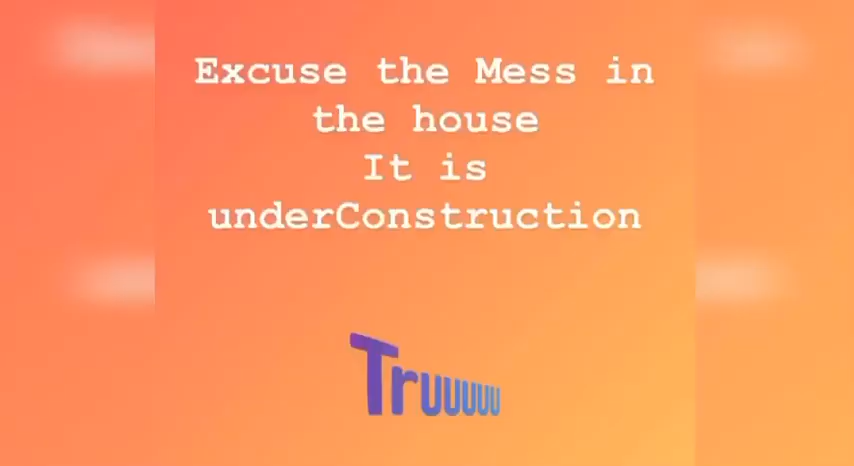 Excuse the Mess in
the house
It is
underConstruction
Truuuuu